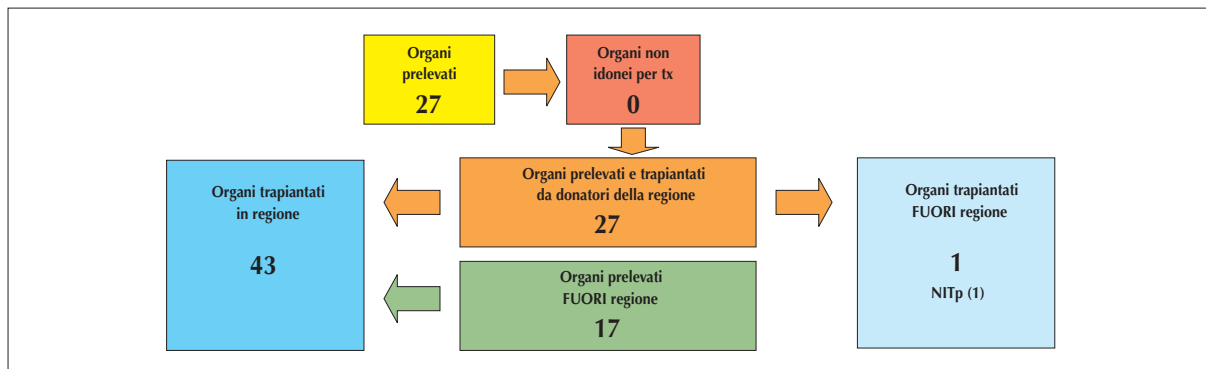 Organi
prelevati
27
Organi non
idonei per tx
0
Organi prelevati e trapiantati
da donatori della regione
27
Organi trapiantati
in regione
43
Organi trapiantati
FUORI regione
1
NITp (1)
Organi prelevati
FUORI regione
17